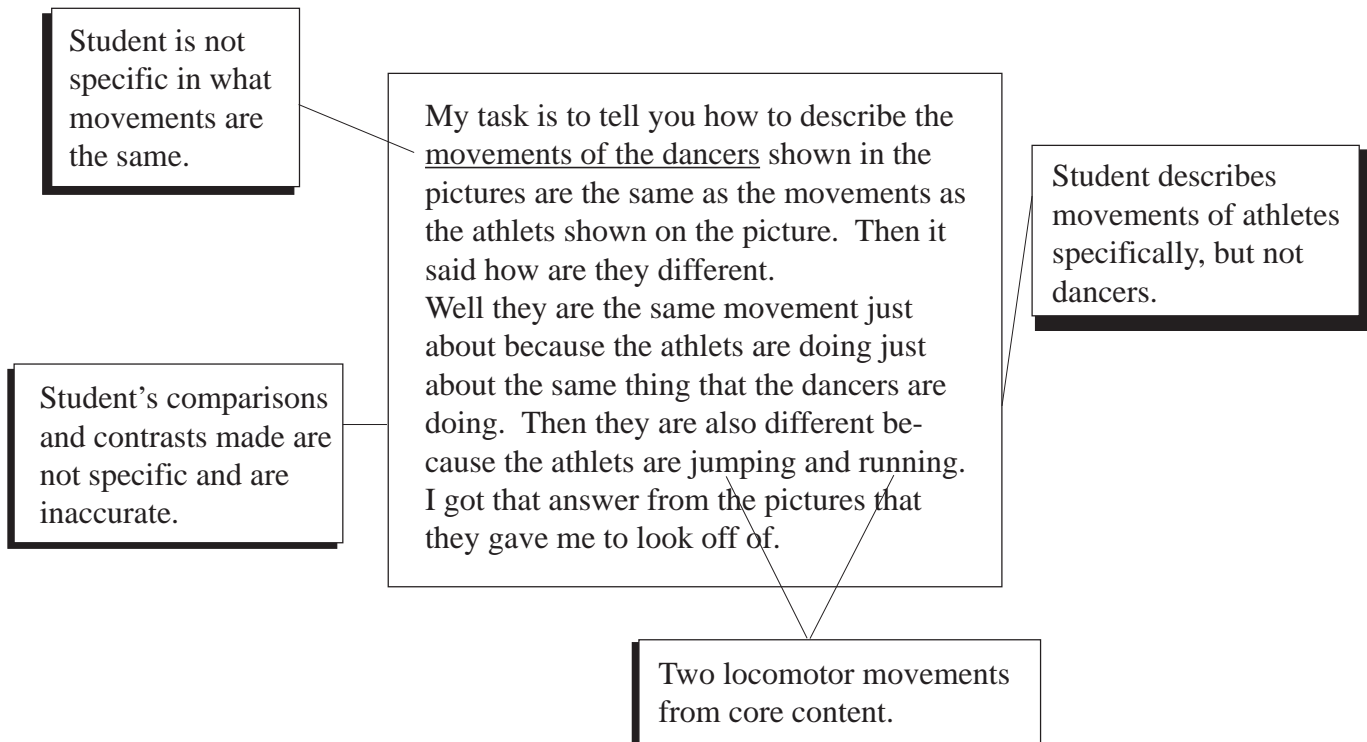 Student is not
specific in what
movements are
the same.
My task is to tell you how to describe the
movements of the dancers shown in the
pictures are the same as the movements as
the athlets shown on the picture. Then it
said how are they different.
Well they are the same movement just
about because the athlets are doing just
about the same thing that the dancers are
doing. Then they are also different be-
cause the athlets are jumping and running.
I got that answer from the pictures that
they gave me to look off of.
Student describes
movements of athletes
specifically, but not
dancers.
Student’s comparisons
and contrasts made are
not specific and are
inaccurate.
Two locomotor movements
from core content.